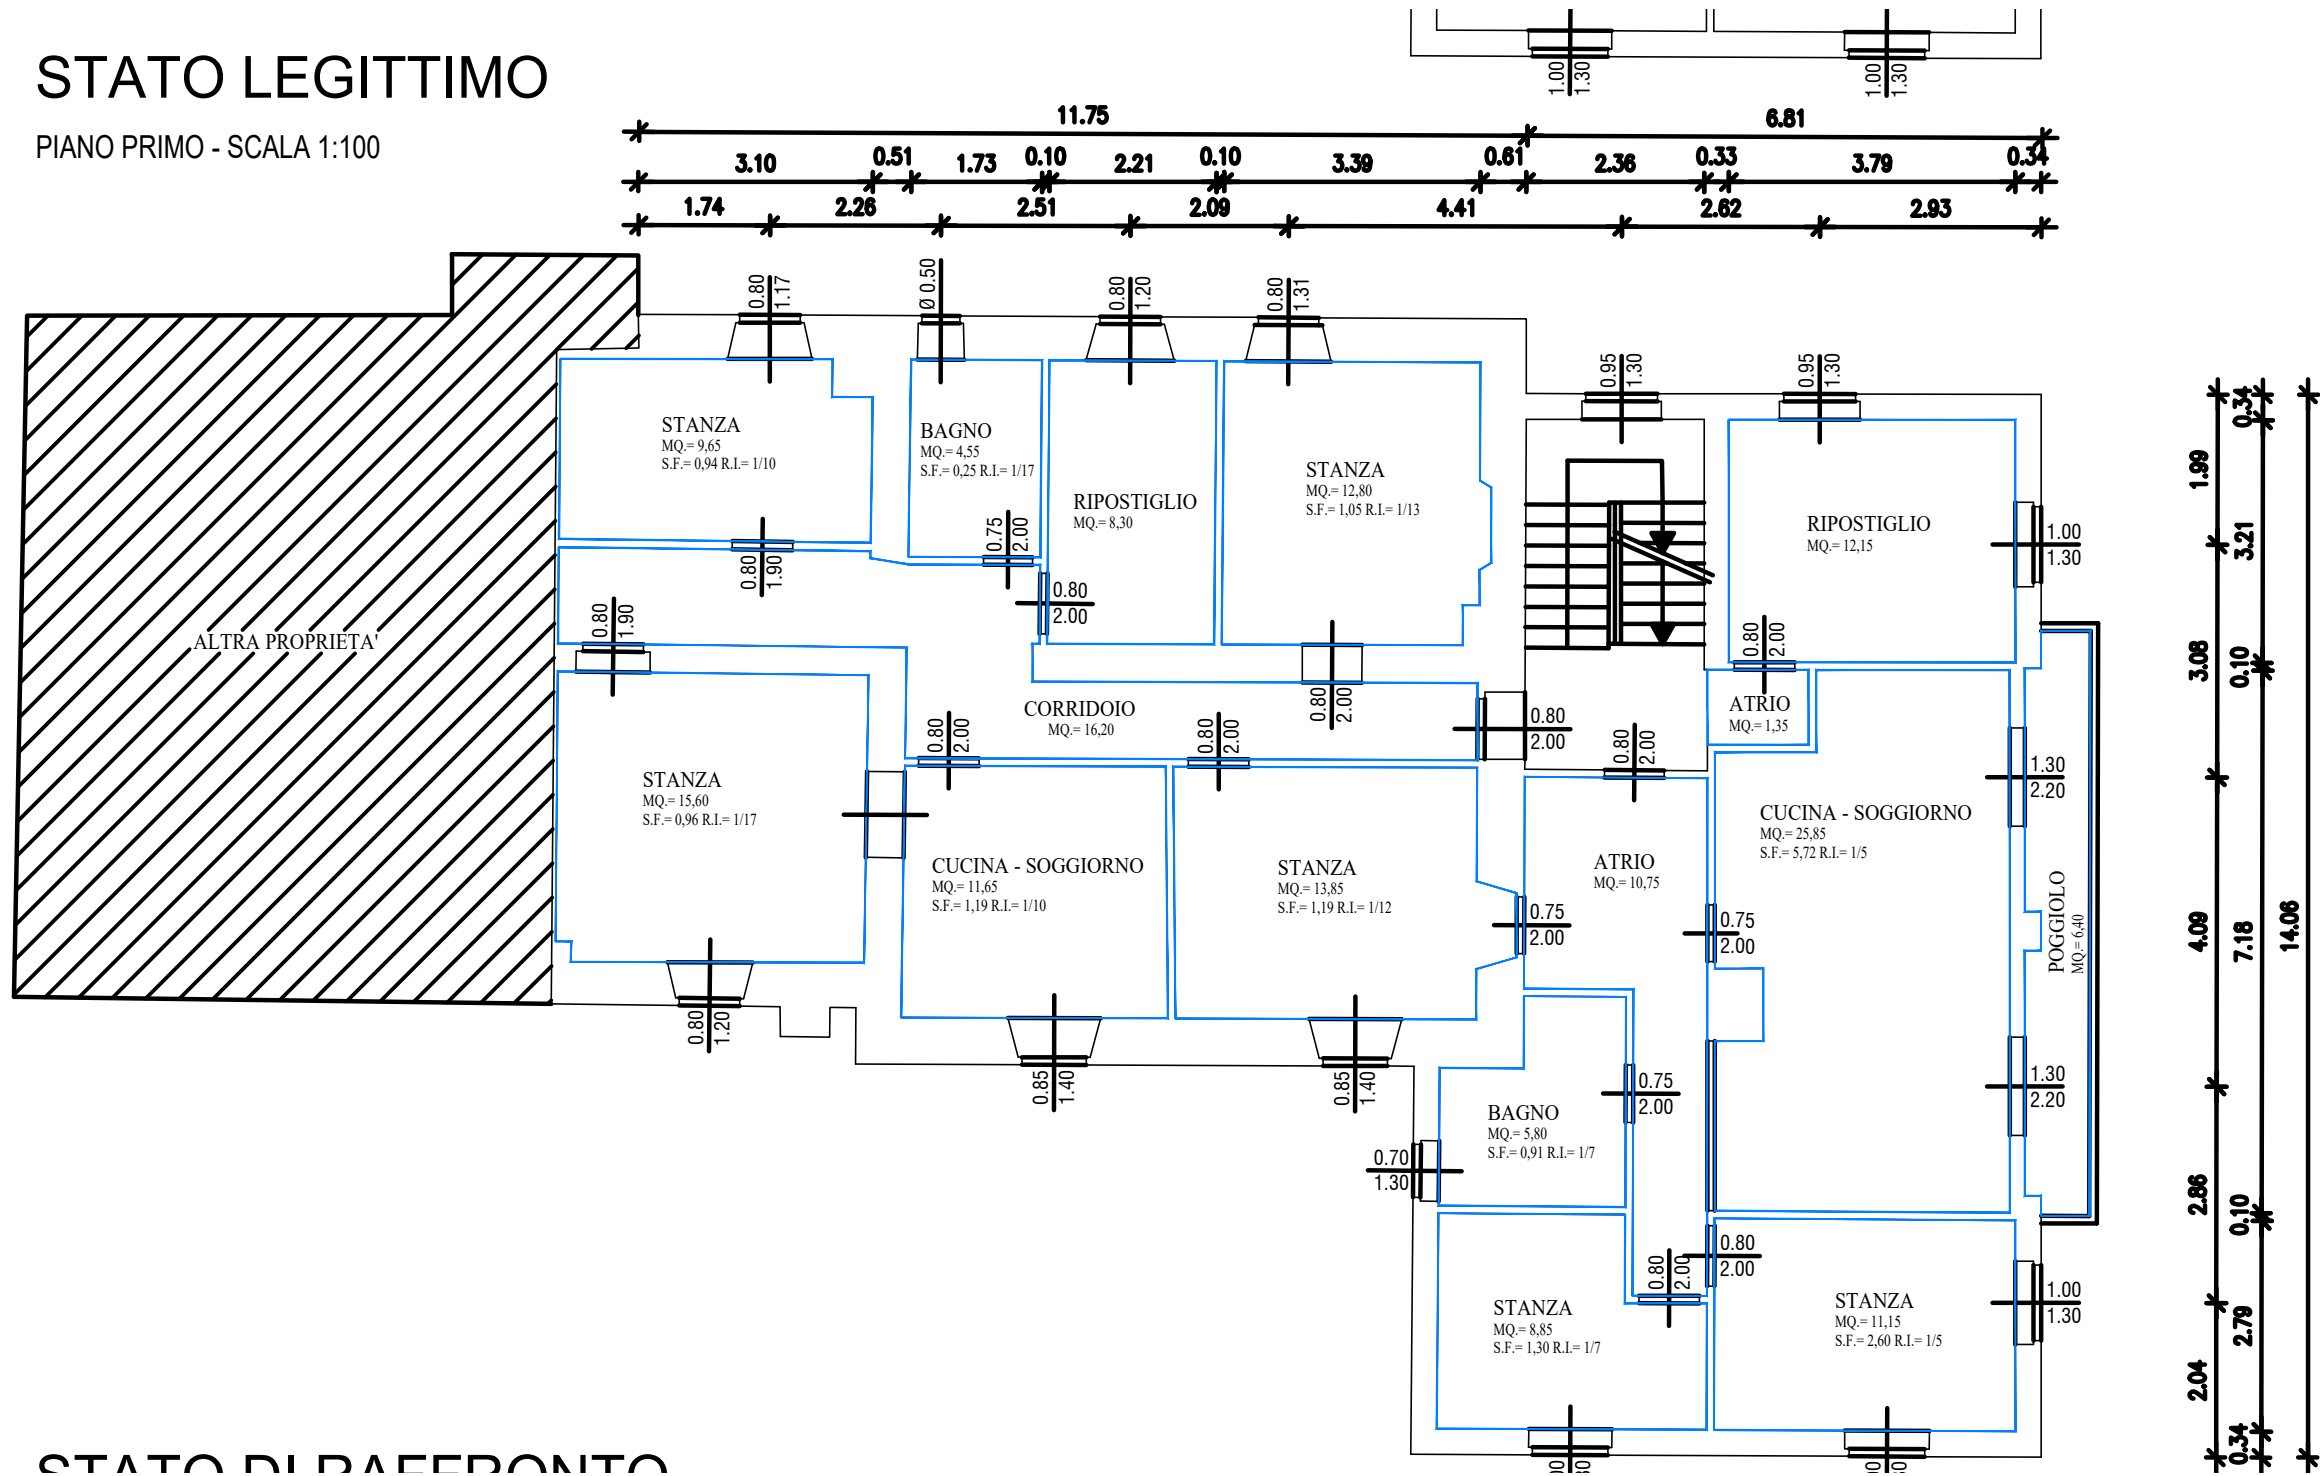 STATO LEGITTIMO
PIANO PRIMO - SCALA 1:100
1.00
1.30
1.00
1.30
11.75
6.81
3.10
0.51
1.73
0.10
2.21
0.10
3.39
0.61
2.36
0.33
3.79
0.34
1.74
2.26
2.51
2.09
4.41
2.62
2.93
0.80
1.17
Ø 0.50
0.80
1.20
0.80
1.31
0.95
1.30
0.95
1.30
STANZA
MQ.= 9,65
S.F.= 0,94 R.I.= 1/10
BAGNO
MQ.= 4,55
S.F.= 0,25 R.I.= 1/17
RIPOSTIGLIO
MQ.= 8,30
STANZA
MQ.= 12,80
S.F.= 1,05 R.I.= 1/13
RIPOSTIGLIO
MQ.= 12,15
1.00
1.30
0.75
2.00
0.80
1.90
0.80
2.00
0.80
1.90
ALTRA PROPRIETA'
0.80
2.00
0.80
2.00
ATRIO
MQ.= 1,35
CORRIDOIO
MQ.= 16,20
0.80
2.00
0.80
2.00
0.80
2.00
0.80
2.00
STANZA
MQ.= 15,60
S.F.= 0,96 R.I.= 1/17
CUCINA - SOGGIORNO
MQ.= 11,65
S.F.= 1,19 R.I.= 1/10
STANZA
MQ.= 13,85
S.F.= 1,19 R.I.= 1/12
ATRIO
MQ.= 10,75
CUCINA - SOGGIORNO
MQ.= 25,85
S.F.= 5,72 R.I.= 1/5
1.30
2.20
0.75
2.00
0.75
2.00
POGGIOLO
MQ.= 6,40
0.80
1.20
0.85
1.40
0.85
1.40
1.30
2.20
0.75
2.00
BAGNO
MQ.= 5,80
S.F.= 0,91 R.I.= 1/7
0.70
1.30
0.80
2.00
0.80
2.00
STANZA
MQ.= 8,85
S.F.= 1,30 R.I.= 1/7
STANZA
MQ.= 11,15
S.F.= 2,60 R.I.= 1/5
1.00
1.30
1.99
3.08
4.09
2.86
2.04
0.34
3.21
0.10
7.18
0.10
2.79
0.34
14.06
STATO DI RAFFRONTO